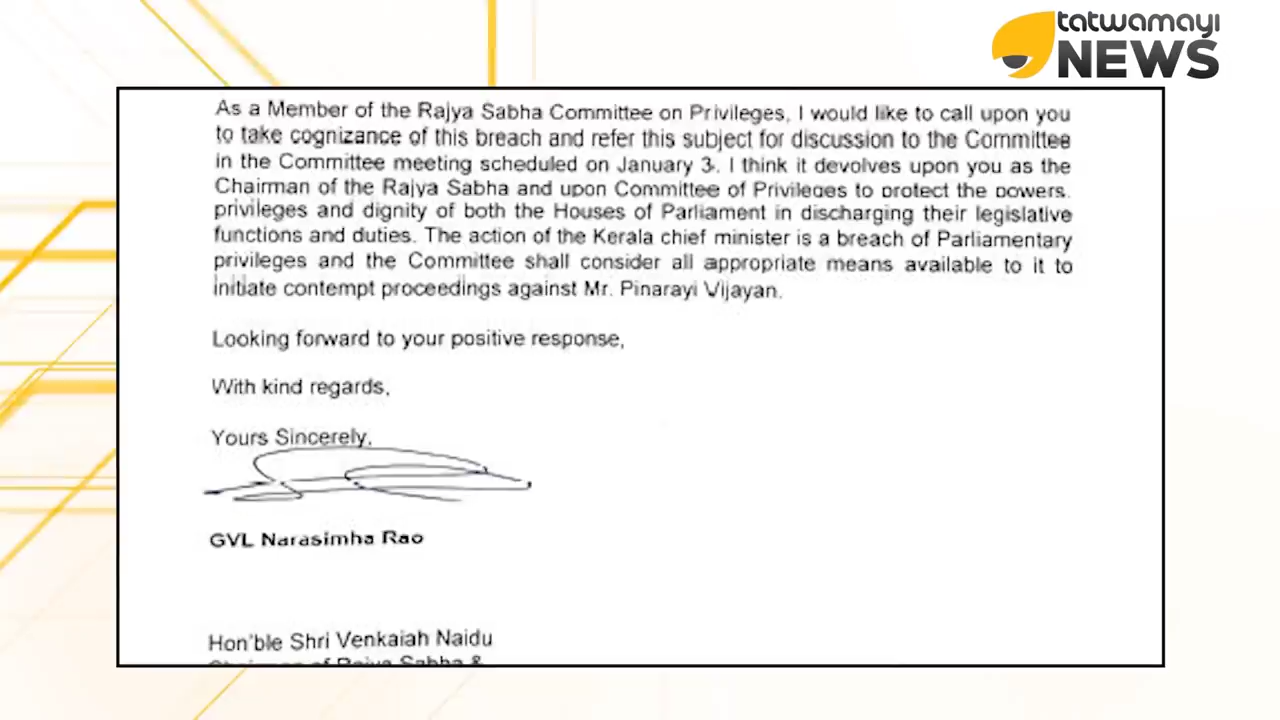 tatwamayi
NEWS
As a Member of the Rajya Sabha Committee on Privileges, I would like to call upon you
to take cognizance of this breach and refer this subject for discussion to the Committee
in the Committee meeting scheduled on January 3. I think it devolves upon you as the
Chairman of the Rajya Sabha and upon Committee of Privileges to protect the powers,
privileges and dignity of both the Houses of Parliament in discharging their legislative
functions and duties. The action of the Kerala chief minister is a breach of Parliamentary
privileges and the Committee shall consider all appropriate means available to it to
initiate contempt proceedings against Mr. Pinarayi Vijayan.
Looking forward to your positive response,
With kind regards,
Yours Sincerely,
GVL Narasimha Rao
Hon'ble Shri Venkaiah Naidu
Chairman of Rajya Sabha &